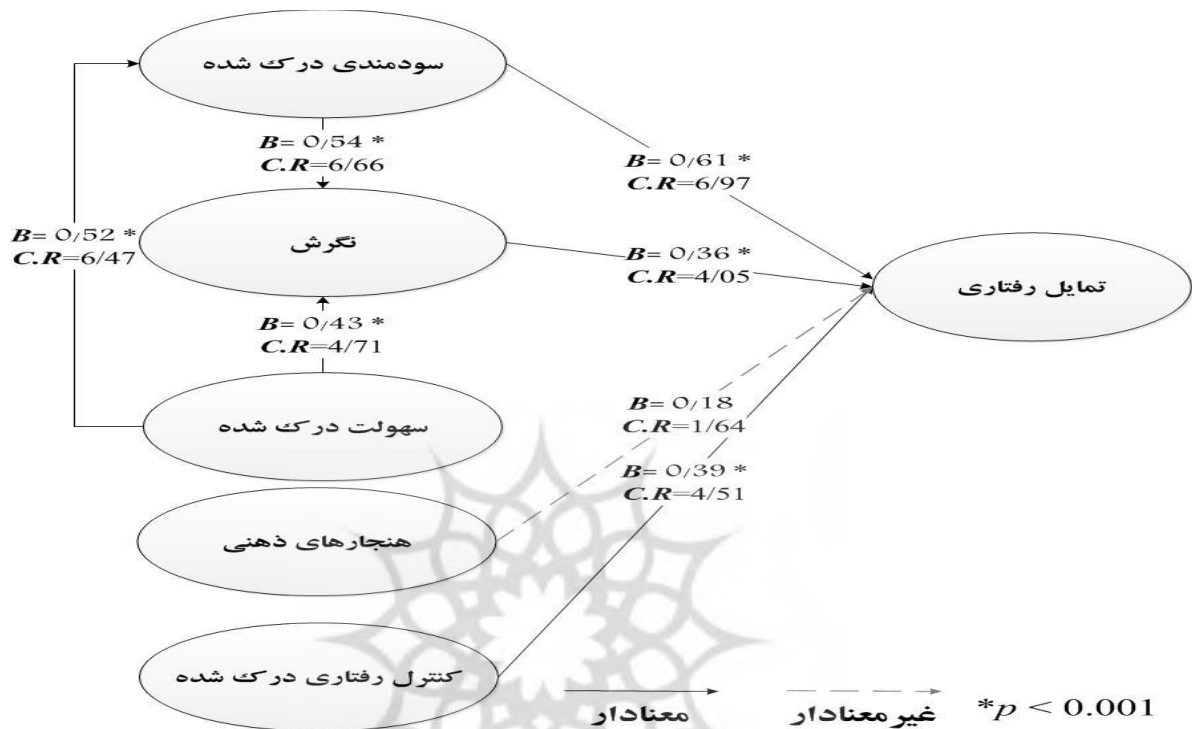 سودمندی درک شده
B= 0/54 *
C.R=6/66
B= 0/61 *
C.R=6/97
B= 0/52 *
C.R=6/47
نگرش
B= 0/36 *
C.R=4/05
تمایل رفتاری
B= 0/43 *
C.R=4/71
سهولت درک شده
B= 0/18
C.R=1/64
B= 0/39 *
C.R=4/51
هنجارهای ذهنی
کنترل رفتاری درک شده
معنادار
غیرمعنادار
*p < 0.001